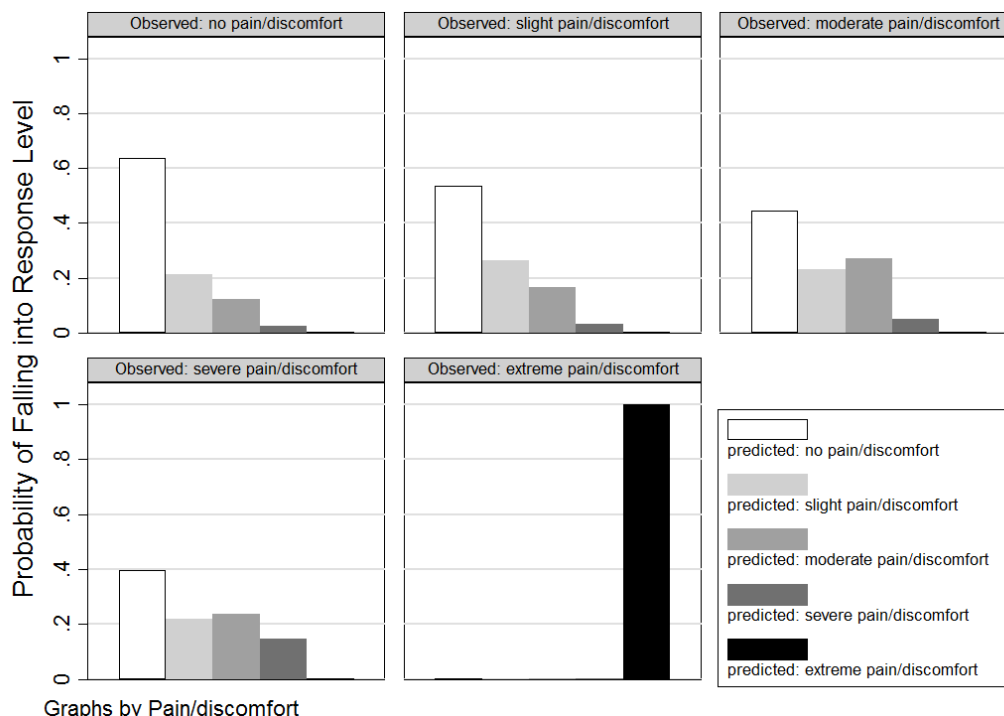 Observed: no pain/discomfort
Observed: slight pain/discomfort
Observed: moderate pain/discomfort
Probability of Falling into Response Level
1
.8
.6
.4
.2
0
Observed: severe pain/discomfort
Observed: extreme pain/discomfort
1
.8
.6
.4
.2
0
predicted: no pain/discomfort
predicted: slight pain/discomfort
predicted: moderate pain/discomfort
predicted: severe pain/discomfort
predicted: extreme pain/discomfort
Graphs by Pain/discomfort